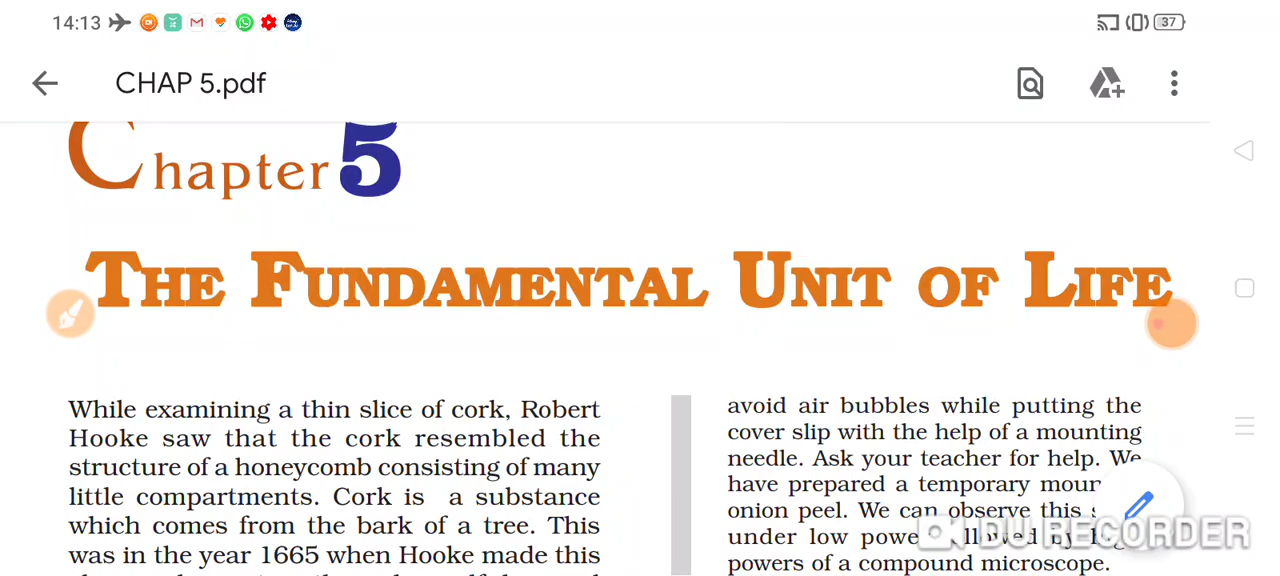 14:13
37
CHAP 5.pdf
Chapter 5
THE FUNDAMENTAL UNIT OF LIFE
While examining a thin slice of cork, Robert
Hooke saw that the cork resembled the
structure of a honeycomb consisting of many
little compartments. Cork is a substance
which comes from the bark of a tree. This
was in the year 1665 when Hooke made this
avoid air bubbles while putting the
cover slip with the help of a mounting
needle. Ask your teacher for help. We
have prepared a temporary
onion peel. We can observe this
under low
powers of a compound microscope.
DU RECORDER